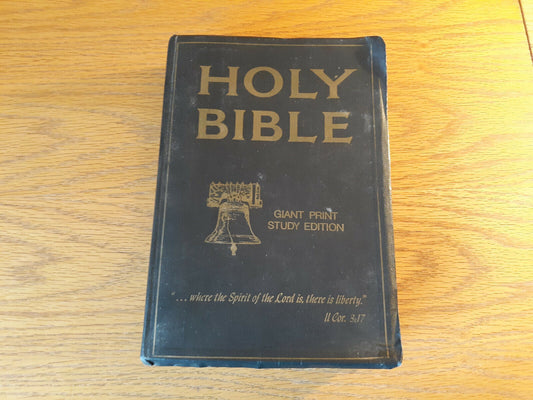 HOLY
BIBLE
GIANT PRINT
STUDY EDITION
"...where the Spirit of the Lord is, there is liberty."
II Cor. 3:17